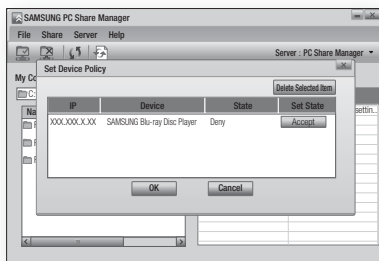 SAMSUNG PC Share Manager
File Share Server Help
Server : PC Share Manager
Set Device Policy
My Co
Delete Selected Item
C:
IP Device State Set State
Na
settin...
XXX.XXX.X.XX SAMSUNG Blu-ray Disc Player Deny Accept
F
F
F
OK Cancel